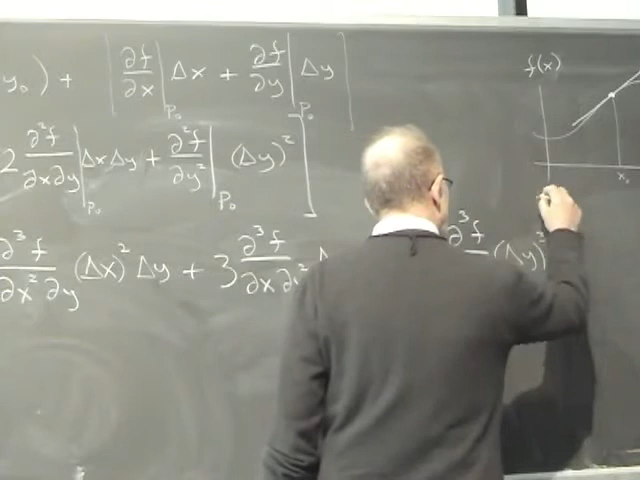 f(x)
y₀) + | ∂f/∂x |P₀ Δx + ∂f/∂y |P₀ Δy |
x₀
2 ∂²f/∂x∂y |P₀ ΔxΔy + ∂²f/∂y² |P₀ (Δy)² ]
∂³f/∂x²∂y (Δx)² Δy + 3 ∂³f/∂x∂y² ∂³f (Δy)³